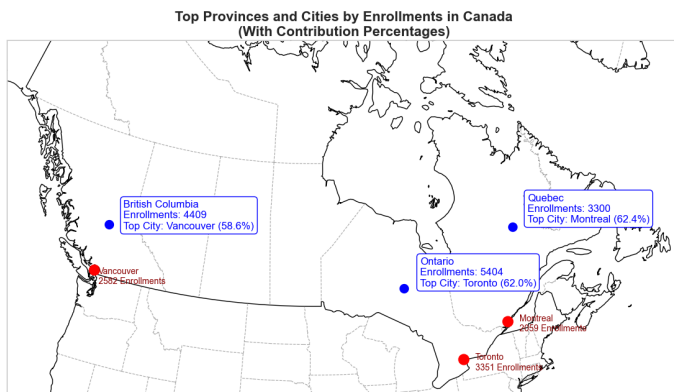 Top Provinces and Cities by Enrollments in Canada
(With Contribution Percentages)
British Columbia
Enrollments: 4409
Top City: Vancouver (58.6%)
Quebec
Enrollments: 3300
Top City: Montreal (62.4%)
Ontario
Enrollments: 5404
Top City: Toronto (62.0%)
Vancouver
2582 Enrollments
Montreal
2059 Enrollments
Toronto
3351 Enrollments